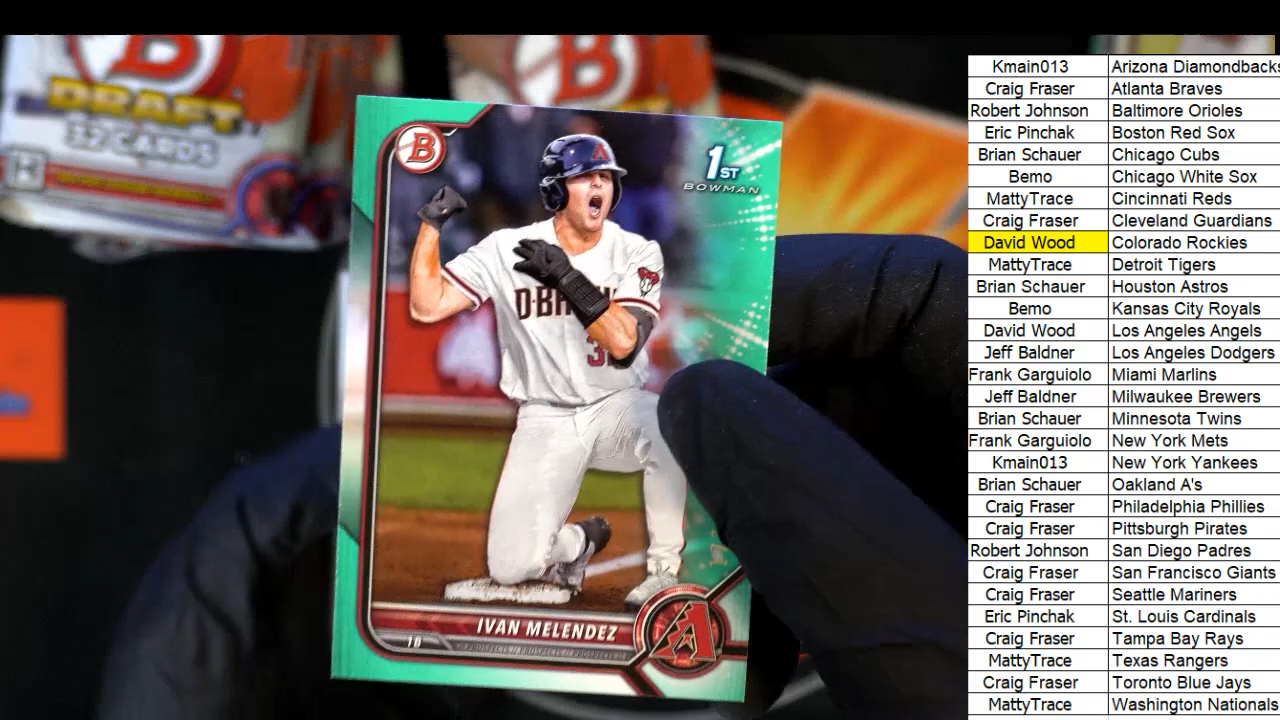 B
DRAFT
32 CARDS
B
B
1ST
BOWMAN
A
D-BA
3
IVAN MELENDEZ
1B
PROSPECTS // PROSPECTS // PROSPECTS //
A
Kmain013 Arizona Diamondbacks
Craig Fraser Atlanta Braves
Robert Johnson Baltimore Orioles
Eric Pinchak Boston Red Sox
Brian Schauer Chicago Cubs
Bemo Chicago White Sox
MattyTrace Cincinnati Reds
Craig Fraser Cleveland Guardians
David Wood Colorado Rockies
MattyTrace Detroit Tigers
Brian Schauer Houston Astros
Bemo Kansas City Royals
David Wood Los Angeles Angels
Jeff Baldner Los Angeles Dodgers
Frank Garguiolo Miami Marlins
Jeff Baldner Milwaukee Brewers
Brian Schauer Minnesota Twins
Frank Garguiolo New York Mets
Kmain013 New York Yankees
Brian Schauer Oakland A's
Craig Fraser Philadelphia Phillies
Craig Fraser Pittsburgh Pirates
Robert Johnson San Diego Padres
Craig Fraser San Francisco Giants
Craig Fraser Seattle Mariners
Eric Pinchak St. Louis Cardinals
Craig Fraser Tampa Bay Rays
MattyTrace Texas Rangers
Craig Fraser Toronto Blue Jays
MattyTrace Washington Nationals